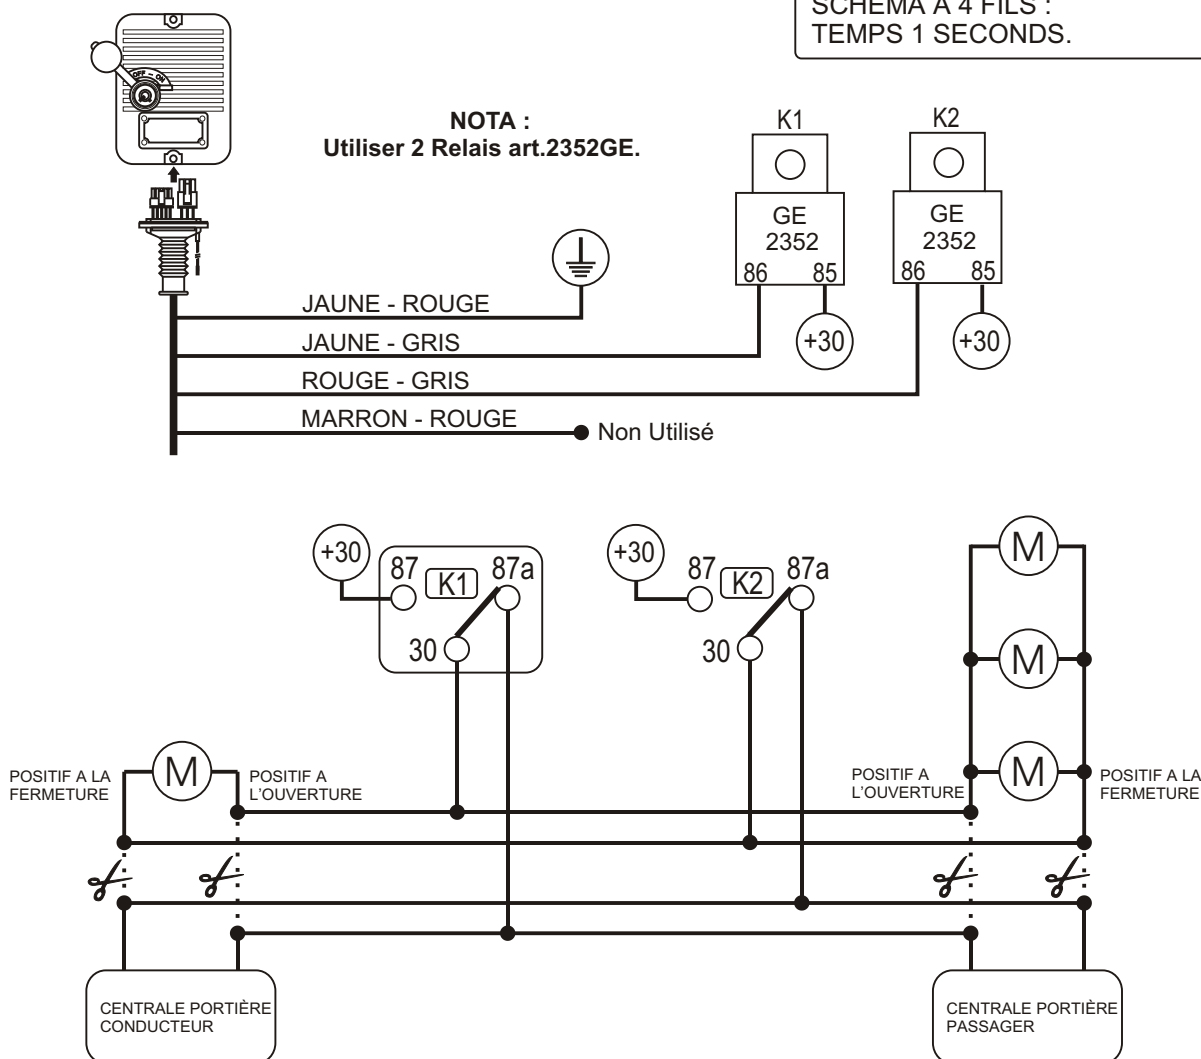 SCHÉMA À 4 FILS :
TEMPS 1 SECONDS.
OFF - ON
NOTA :
Utiliser 2 Relais art.2352GE.
K1
K2
GE
2352
86 85
GE
2352
86 85
+30
+30
JAUNE - ROUGE
JAUNE - GRIS
ROUGE - GRIS
MARRON - ROUGE
Non Utilisé
+30
87
K1
87a
30
+30
87
K2
87a
30
M
M
M
M
POSITIF A LA
FERMETURE
POSITIF A
L'OUVERTURE
POSITIF A
L'OUVERTURE
POSITIF A LA
FERMETURE
CENTRALE PORTIÈRE
CONDUCTEUR
CENTRALE PORTIÈRE
PASSAGER